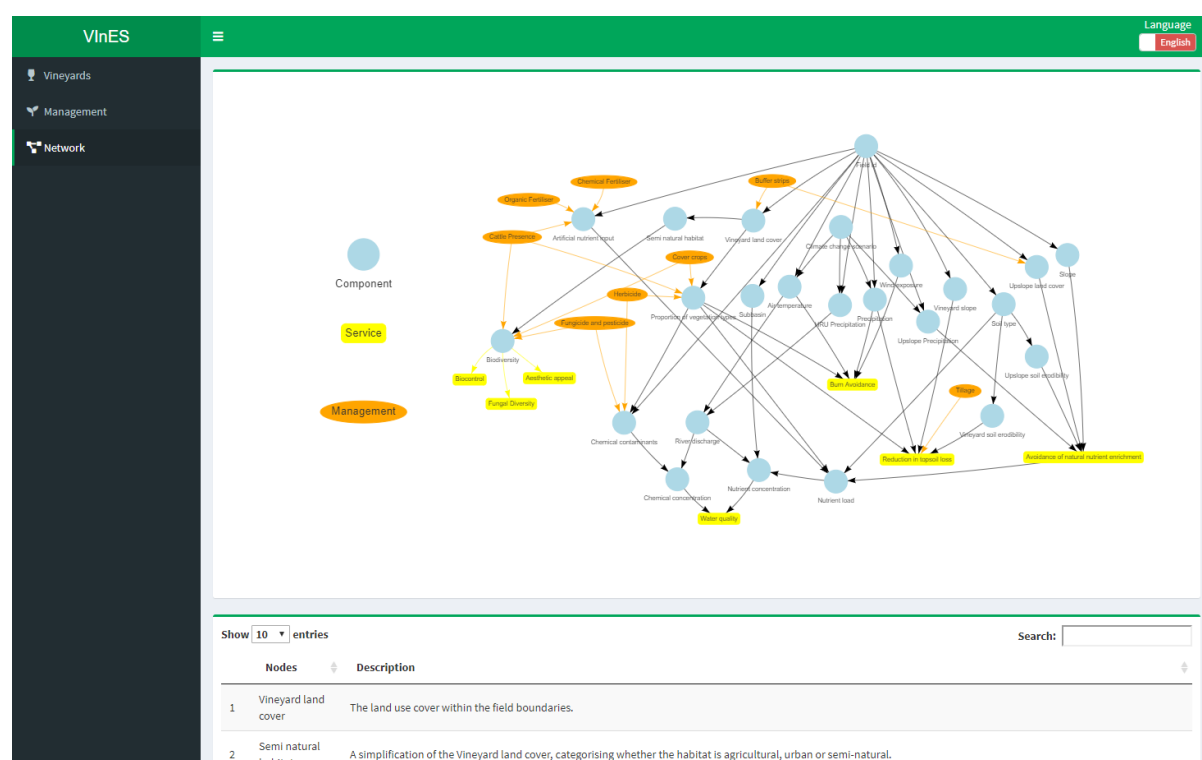 VInES
Language
English
Vineyards
Management
Network
Field id
Chemical Fertiliser
Buffer strips
Organic Fertiliser
Cattle Presence
Artificial nutrient input
Semi natural habitat
Vineyard land cover
Climate change scenario
Cover crops
Slope
Component
Wind exposure
Upslope land cover
Herbicide
Air temperature
Vineyard slope
Proportion of vegetation types
Subbasin
HRU Precipitation
Precipitation
Soil type
Fungicide and pesticide
Service
Upslope Precipitation
Biodiversity
Upslope soil erodibility
Biocontrol
Aesthetic appeal
Burn Avoidance
Tillage
Fungal Diversity
Management
Vineyard soil erodibility
Chemical contaminants
River discharge
Reduction in topsoil loss
Avoidance of natural nutrient enrichment
Nutrient concentration
Chemical concentration
Nutrient load
Water quality
Show 10 entries
Search:
Nodes Description
1 Vineyard land cover The land use cover within the field boundaries.
2 Semi natural habitat A simplification of the Vineyard land cover, categorising whether the habitat is agricultural, urban or semi-natural.